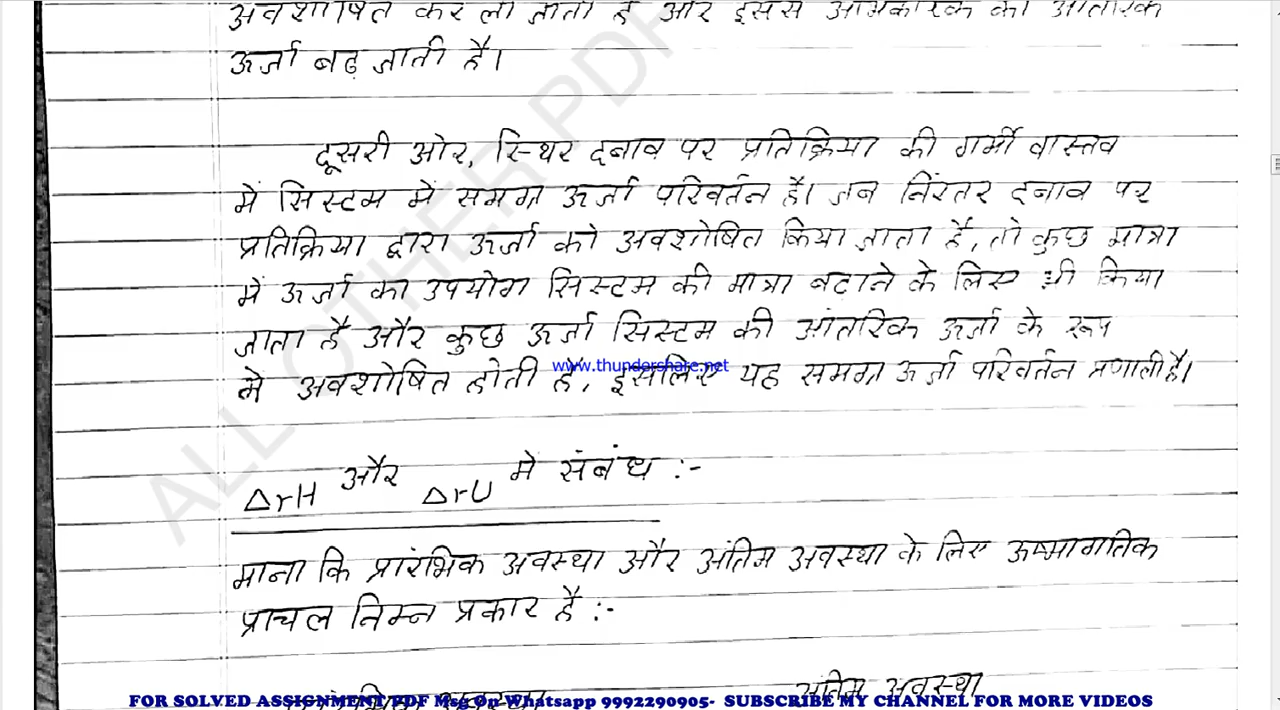 अवशोषित कर ली जाती है और इससे अभिकारक की आंतरिक
ऊर्जा बढ़ जाती है।
दूसरी ओर, स्थिर दबाव पर प्रतिक्रिया की गर्मी वास्तव
में सिस्टम में समग्र ऊर्जा परिवर्तन है। जब निरंतर दबाव पर
प्रतिक्रिया द्वारा ऊर्जा को अवशोषित किया जाता है, तो कुछ मात्रा
में ऊर्जा का उपयोग सिस्टम की मात्रा बढ़ाने के लिए भी किया
जाता है और कुछ ऊर्जा सिस्टम की आंतरिक ऊर्जा के रूप
www.thundershare.net
में अवशोषित होती है, इसलिए यह समग्र ऊर्जा परिवर्तन प्रणाली है।
ΔrH और ΔrU में संबंध :-
माना कि प्रारंभिक अवस्था और अंतिम अवस्था के लिए ऊष्मागतिक
प्राचल निम्न प्रकार है :-
अंतिम अवस्था
FOR SOLVED ASSIGNMENT PDF Msg On Whatsapp 9992290905- SUBSCRIBE MY CHANNEL FOR MORE VIDEOS